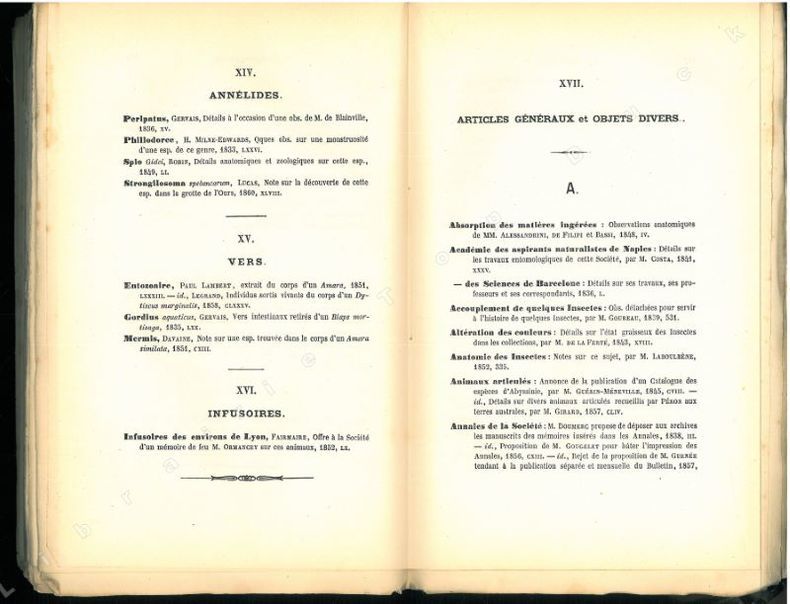 XIV.
ANNÉLIDES.
Peripatus, GERVAIS, Détails à l'occasion d'une obs. de M. de Blainville,
1836, XV.
Phillodorce, H. MILNE-EDWARDS, Qques obs. sur une monstruosité
d'une esp. de ce genre, 1833, LXXVI.
Spio Gidei, ROBIN, Détails anatomiques et zoologiques sur cette esp.,
1849, LI.
Strongilosoma speluncarum, LUCAS, Note sur la découverte de cette
esp. dans la grotte de l'Ours, 1860, XLVIII.
XV.
VERS.
Entozoaire, PAUL LAMBERT, extrait du corps d'un Amara, 1851,
LXXXIII. — id., LEGRAND, Individus sortis vivants du corps d'un Dy-
tiscus marginalis, 1858, CLXXXV.
Gordius aquaticus, GERVAIS, Vers intestiniaux retirés d'un Blaps mor-
tisaga, 1835, LXX.
Mermis, DAVAINE, Note sur une esp. trouvée dans le corps d'un Amara
similata, 1851, CXIII.
XVI.
INFUSOIRES.
Infusoires des environs de Lyon, FAIRMAIRE, Offre à la Société
d'un mémoire de feu M. ORMANCEY sur ces animaux, 1852, LX.
XVII.
ARTICLES GÉNÉRAUX et OBJETS DIVERS.
A.
Absorption des matières ingérées : Observations anatomiques
de MM. ALESSANDRINI, DE FILIPI et BASSI, 1848, IV.
Académie des aspirants naturalistes de Naples : Détails sur
les travaux entomologiques de cette Société, par M. COSTA, 1841,
XXXV.
— des Sciences de Barcelone : Détails sur ses travaux, ses pro-
fesseurs et ses correspondants, 1836, L.
Accouplement de quelques Insectes : Obs. détachées pour servir
à l'histoire de quelques Insectes, par M. GOUREAU, 1839, 531.
Altération des couleurs : Détails sur l'état graisseux des Insectes
dans les collections, par M. DE LA FERTÉ, 1843, XVIII.
Anatomie des Insectes : Notes sur ce sujet, par M. LABOULBÈNE,
1852, 335.
Animaux articulés : Annonce de la publication d'un Catalogue des
espèces d'Abyssinie, par M. GUÉRIN-MÉNEVILLE, 1845, CVIII. —
id., Détails sur divers animaux articulés recueillis par PÉRON aux
terres australes, par M. GIRARD, 1857, CLIV.
Annales de la Société : M. DOUMERC propose de déposer aux archives
les manuscrits des mémoires insérés dans les Annales, 1838, III.
— id., Proposition de M. GOUGELET pour hâter l'impression des
Annales, 1856, CXIII. — id., Rejet de la proposition de M. GUENÉE
tendant à la publication séparée et mensuelle du Bulletin, 1857,